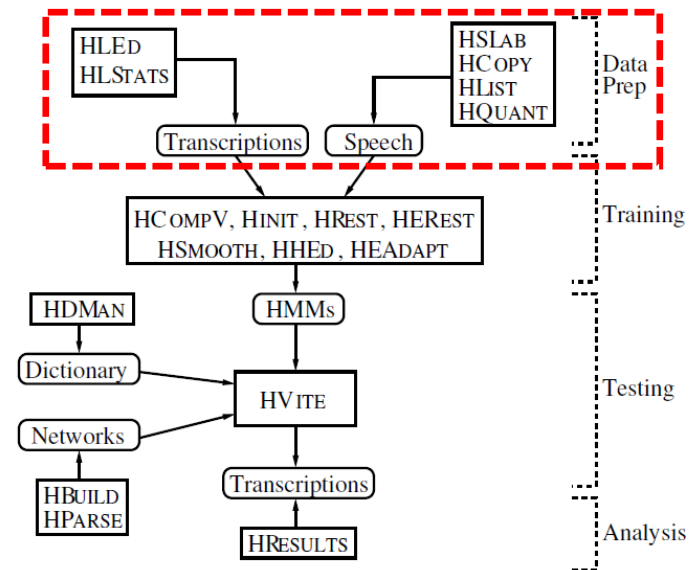 HLED
HLSTATS
HSLAB
HCOPY
HLIST
HQUANT
Data
Prep
Transcriptions
Speech
HCOMPV, HINIT, HREST, HEREST
HSMOOTH, HHED, HEADAPT
Training
HDMAN
HMMs
Dictionary
HVITE
Testing
Networks
HBUILD
HPARSE
Transcriptions
HRESULTS
Analysis